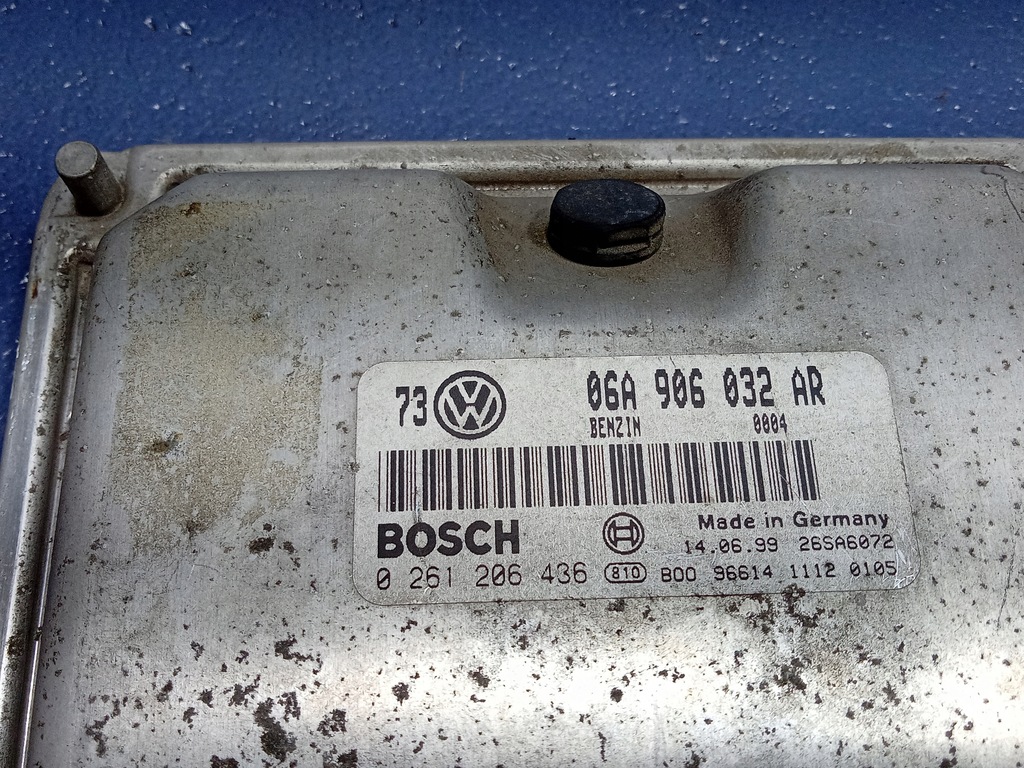 73 VW 06A 906 032 AR
BENZIN 0004
BOSCH Made in Germany
14.06.99 26SA6072
0 261 206 436 810 B00 96614 1112 0105